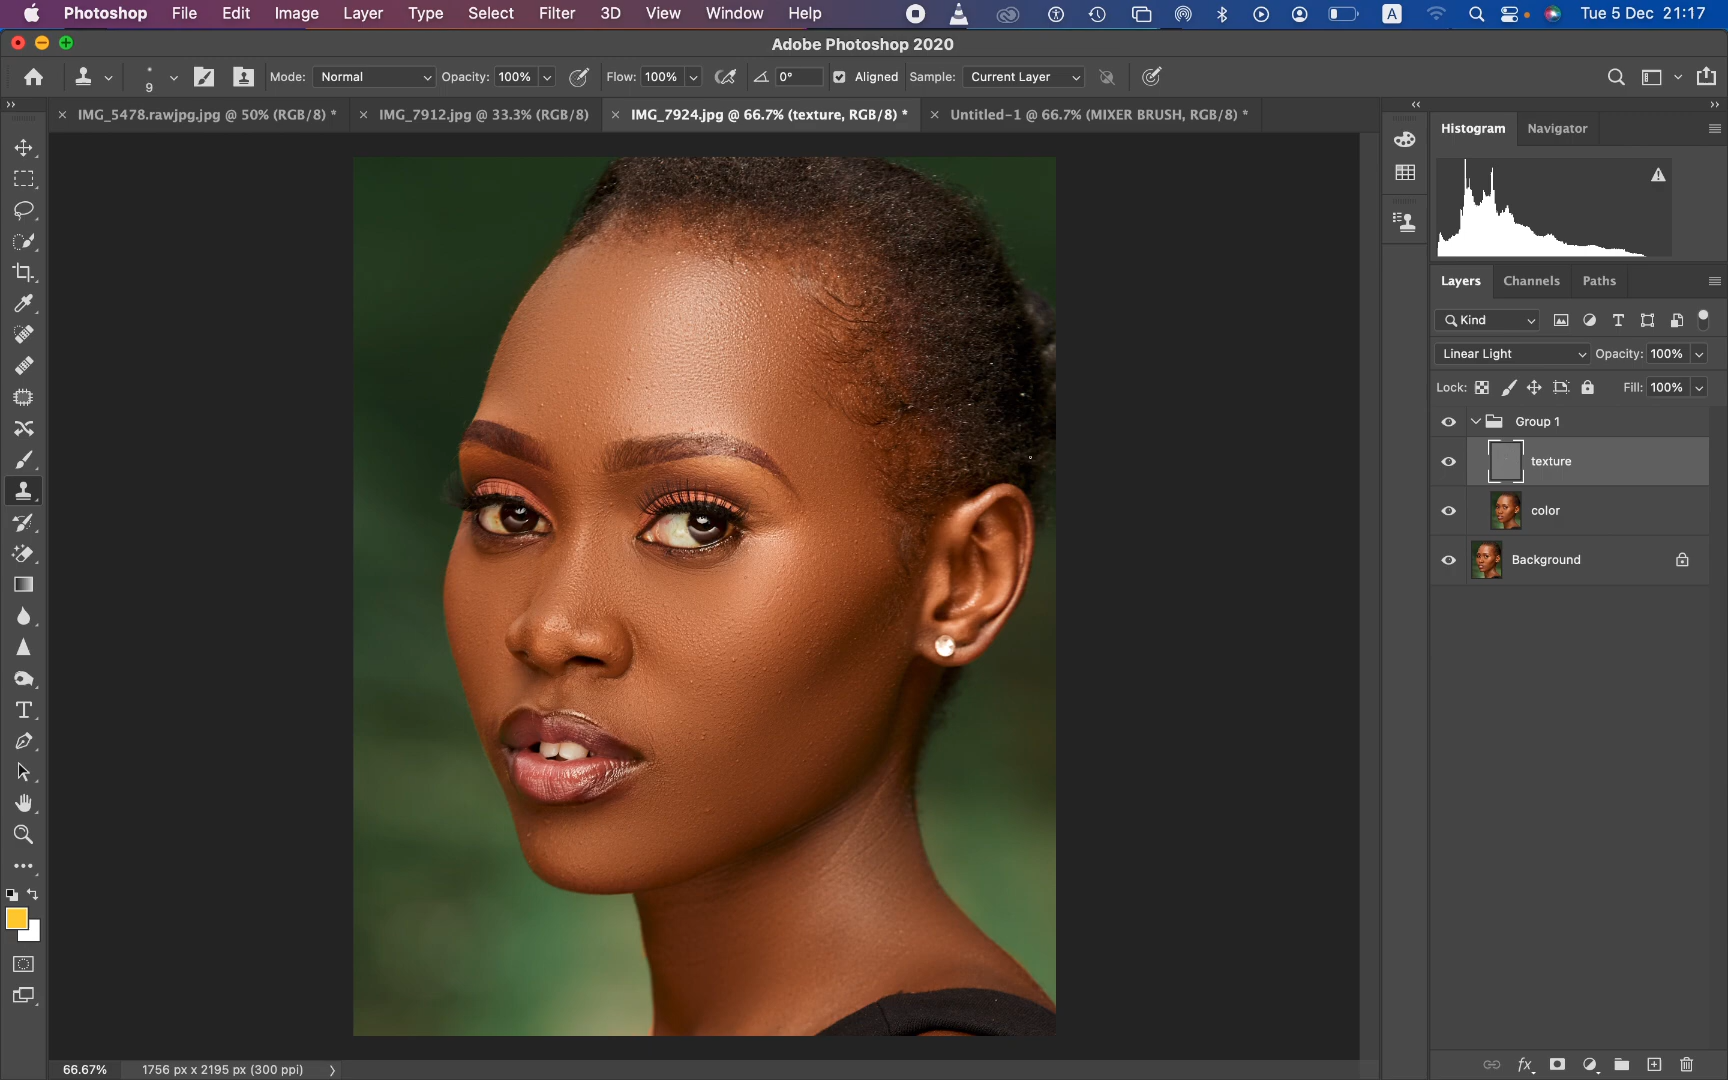 Photoshop File Edit Image Layer Type Select Filter 3D View Window Help A Tue 5 Dec 21:17
Adobe Photoshop 2020
9 Mode: Normal Opacity: 100% Flow: 100% 0° Aligned Sample: Current Layer
IMG_5478.rawjpg.jpg @ 50% (RGB/8) * IMG_7912.jpg @ 33.3% (RGB/8) IMG_7924.jpg @ 66.7% (texture, RGB/8) * Untitled-1 @ 66.7% (MIXER BRUSH, RGB/8) *
Histogram Navigator
Layers Channels Paths
Kind
Linear Light Opacity: 100%
Lock: Fill: 100%
Group 1
texture
color
Background
66.67% 1756 px x 2195 px (300 ppi)